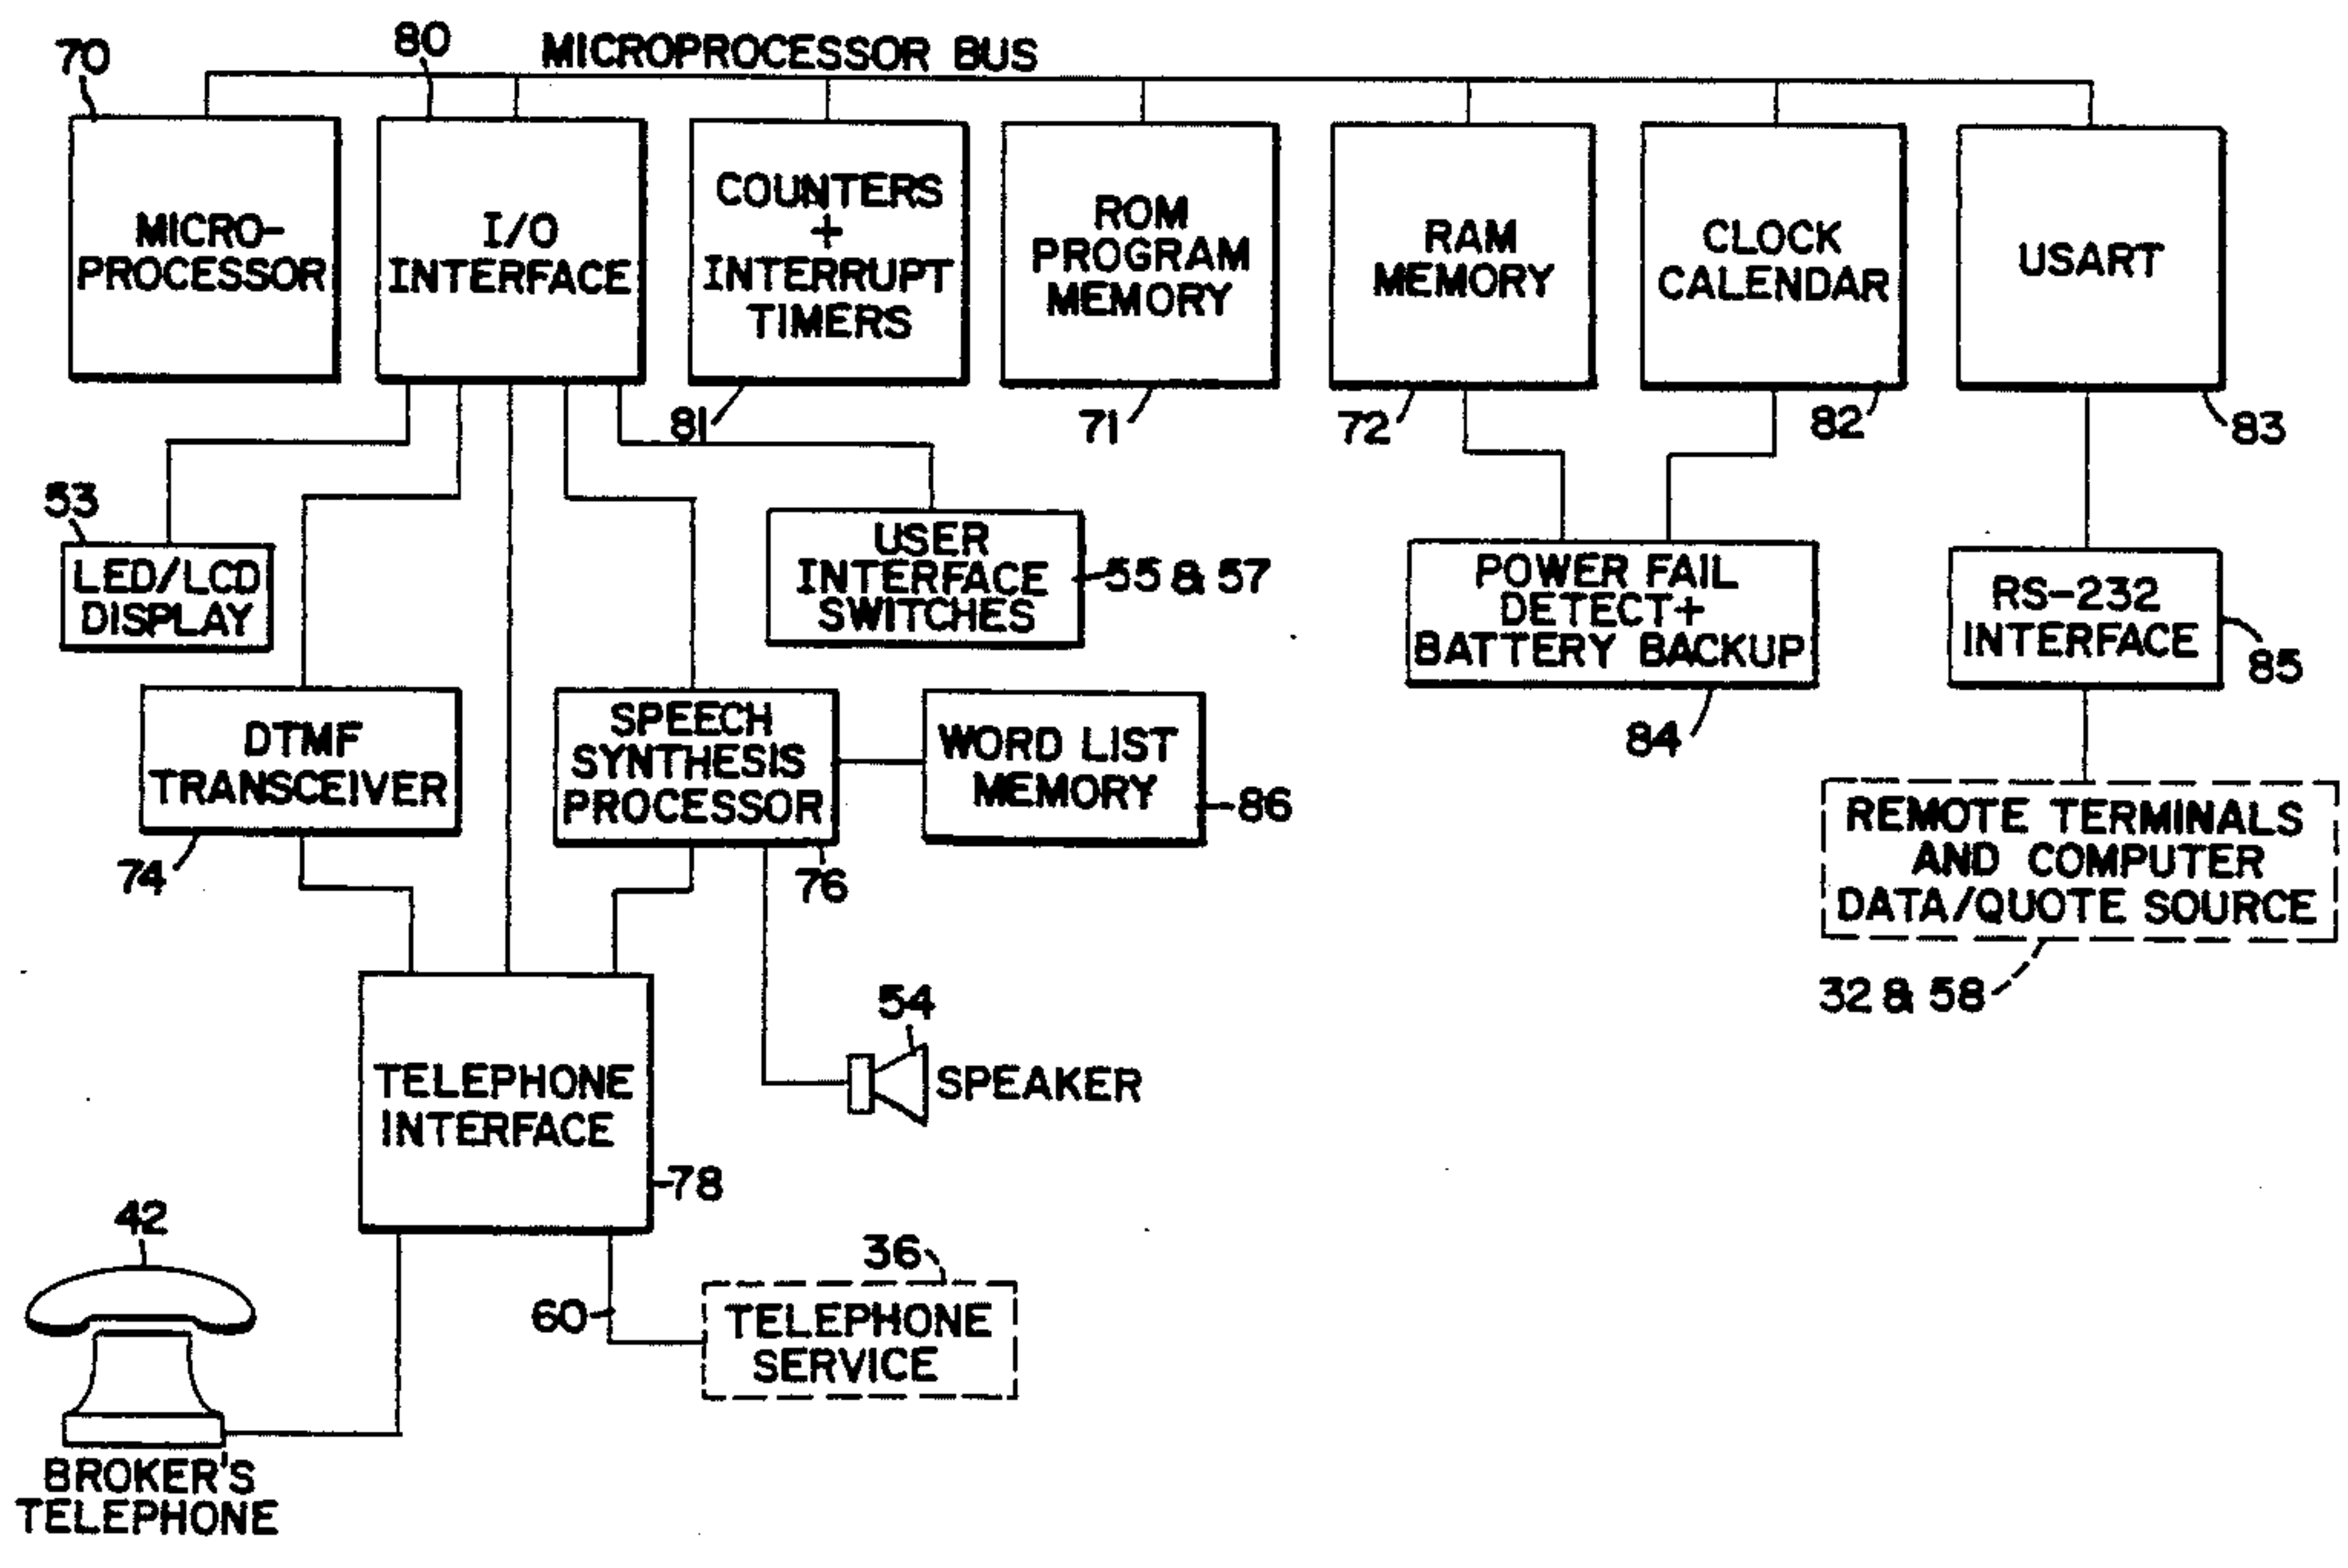 MICROPROCESSOR BUS
70
80
MICRO-
PROCESSOR
I/O
INTERFACE
COUNTERS
+
INTERRUPT
TIMERS
ROM
PROGRAM
MEMORY
RAM
MEMORY
CLOCK
CALENDAR
USART
81
71
72
82
83
53
LED/LCD
DISPLAY
USER
INTERFACE
SWITCHES
55 & 57
POWER FAIL
DETECT+
BATTERY BACKUP
84
RS-232
INTERFACE
85
DTMF
TRANSCEIVER
74
SPEECH
SYNTHESIS
PROCESSOR
76
WORD LIST
MEMORY
86
REMOTE TERMINALS
AND COMPUTER
DATA/QUOTE SOURCE
32 & 58
TELEPHONE
INTERFACE
78
54
SPEAKER
42
BROKER'S
TELEPHONE
60
36
TELEPHONE
SERVICE